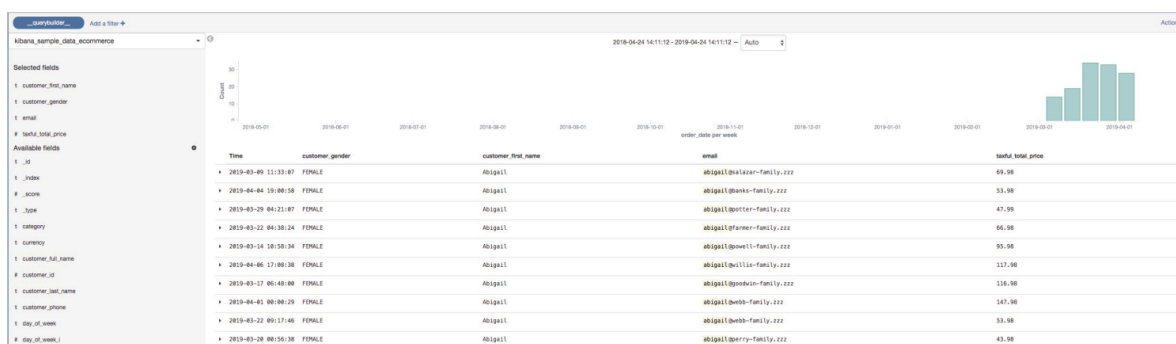 __querybuilder__ Add a filter + Action
kibana_sample_data_ecommerce
2018-04-24 14:11:12 - 2019-04-24 14:11:12 — Auto
Selected fields
t customer_first_name
t customer_gender
t email
# taxful_total_price
Available fields
t _id
t _index
# _score
t _type
t category
t currency
t customer_full_name
# customer_id
t customer_last_name
t customer_phone
t day_of_week
# day_of_week_i
Count
30
20
10
0
2018-05-01 2018-06-01 2018-07-01 2018-08-01 2018-09-01 2018-10-01 2018-11-01 2018-12-01 2019-01-01 2019-02-01 2019-03-01 2019-04-01
order_date per week
Time customer_gender customer_first_name email taxful_total_price
2019-03-09 11:33:07 FEMALE Abigail abigail@salazar-family.zzz 69.98
2019-04-04 19:00:58 FEMALE Abigail abigail@banks-family.zzz 53.98
2019-03-29 04:21:07 FEMALE Abigail abigail@potter-family.zzz 47.99
2019-03-22 04:38:24 FEMALE Abigail abigail@farmer-family.zzz 66.98
2019-03-14 10:58:34 FEMALE Abigail abigail@powell-family.zzz 93.98
2019-04-06 17:09:38 FEMALE Abigail abigail@willis-family.zzz 117.98
2019-03-17 06:48:00 FEMALE Abigail abigail@goodwin-family.zzz 116.98
2019-04-01 00:00:29 FEMALE Abigail abigail@webb-family.zzz 147.98
2019-03-22 09:17:46 FEMALE Abigail abigail@webb-family.zzz 53.98
2019-03-20 00:56:38 FEMALE Abigail abigail@perry-family.zzz 43.98